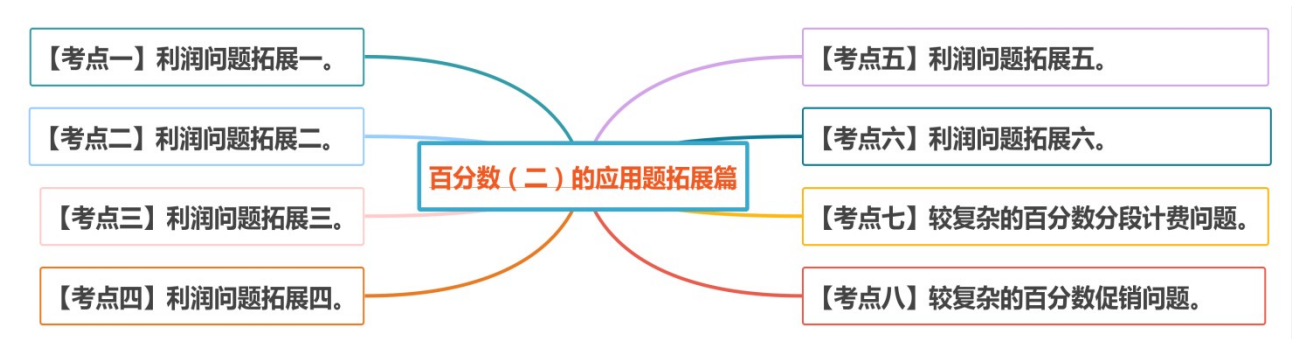 【考点一】利润问题拓展一。
【考点二】利润问题拓展二。
【考点三】利润问题拓展三。
【考点四】利润问题拓展四。
百分数（二）的应用题拓展篇
【考点五】利润问题拓展五。
【考点六】利润问题拓展六。
【考点七】较复杂的百分数分段计费问题。
【考点八】较复杂的百分数促销问题。